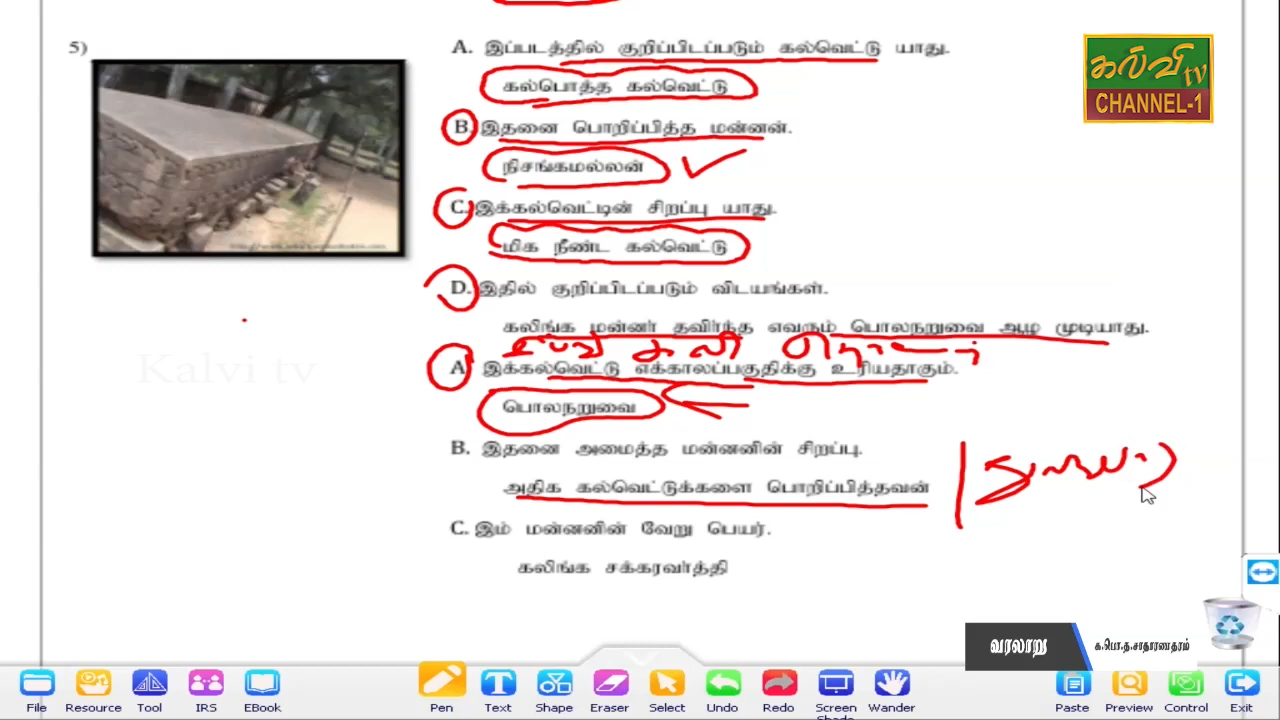 5)
A. இப்படத்தில் குறிப்பிடப்படும் கல்வெட்டு யாது.
கல்பொத்த கல்வெட்டு
B. இதனை பொறிப்பித்த மன்னன்.
நிசங்கமல்லன்
C. இக்கல்வெட்டின் சிறப்பு யாது.
மிக நீண்ட கல்வெட்டு
D. இதில் குறிப்பிடப்படும் விடயங்கள்.
கலிங்க மன்னர் தவிர்ந்த எவரும் பொலநறுவை ஆழ முடியாது.
A இக்கல்வெட்டு எக்காலப்பகுதிக்கு உரியதாகும்.
பொலநறுவை
B. இதனை அமைத்த மன்னனின் சிறப்பு.
அதிக கல்வெட்டுக்களை பொறிப்பித்தவன்
C. இம் மன்னனின் வேறு பெயர்.
கலிங்க சக்கரவர்த்தி
கல்வி tv
CHANNEL-1
Kalvi tv
வரலாறு
க.பொ.த.சாதாரணதரம்
File Resource Tool IRS EBook Pen Text Shape Eraser Select Undo Redo Screen Wander Paste Preview Control Exit
Shade